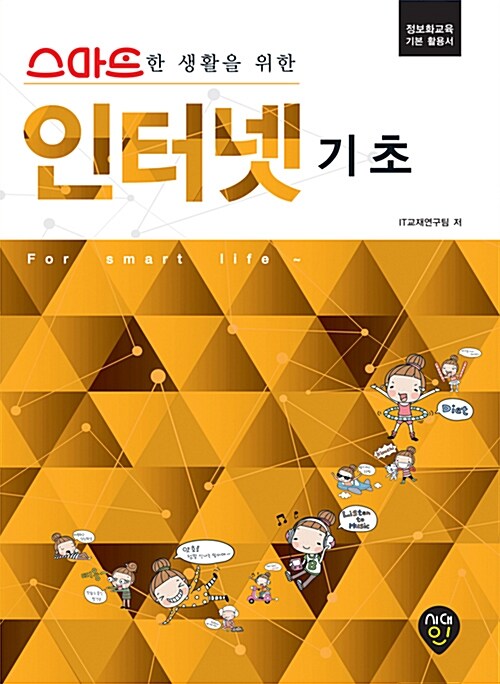 정보화교육
기본 활용서
스마트한 생활을 위한
인터넷 기초
IT교재연구팀 저
For smart life ~
Diet
Listen
to
Music
시대
인